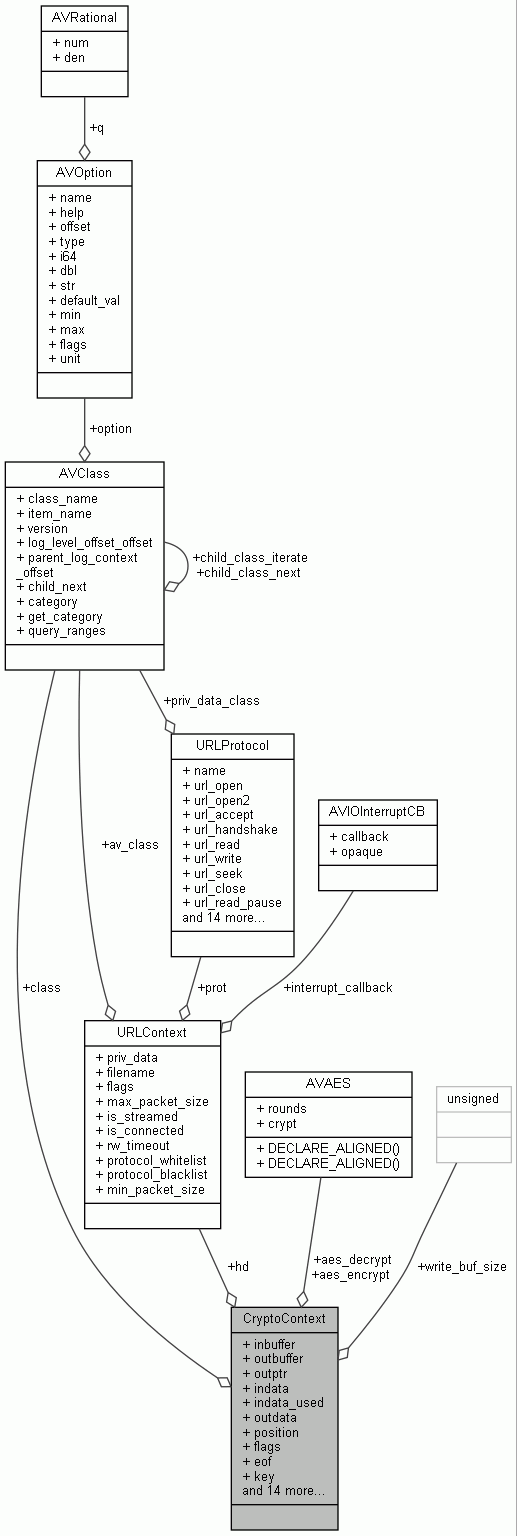 AVRational
+ num
+ den
+q
AVOption
+ name
+ help
+ offset
+ type
+ i64
+ dbl
+ str
+ default_val
+ min
+ max
+ flags
+ unit
+option
AVClass
+ class_name
+ item_name
+ version
+ log_level_offset_offset
+ parent_log_context
_offset
+ child_next
+ category
+ get_category
+ query_ranges
+child_class_iterate
+child_class_next
+priv_data_class
URLProtocol
+ name
+ url_open
+ url_open2
+ url_accept
+ url_handshake
+ url_read
+ url_write
+ url_seek
+ url_close
+ url_read_pause
and 14 more...
AVIOInterruptCB
+ callback
+ opaque
+av_class
+class
+prot
+interrupt_callback
URLContext
+ priv_data
+ filename
+ flags
+ max_packet_size
+ is_streamed
+ is_connected
+ rw_timeout
+ protocol_whitelist
+ protocol_blacklist
+ min_packet_size
AVAES
+ rounds
+ crypt
+ DECLARE_ALIGNED()
+ DECLARE_ALIGNED()
unsigned
+hd
+aes_decrypt
+aes_encrypt
+write_buf_size
CryptoContext
+ inbuffer
+ outbuffer
+ outptr
+ indata
+ indata_used
+ outdata
+ position
+ flags
+ eof
+ key
and 14 more...